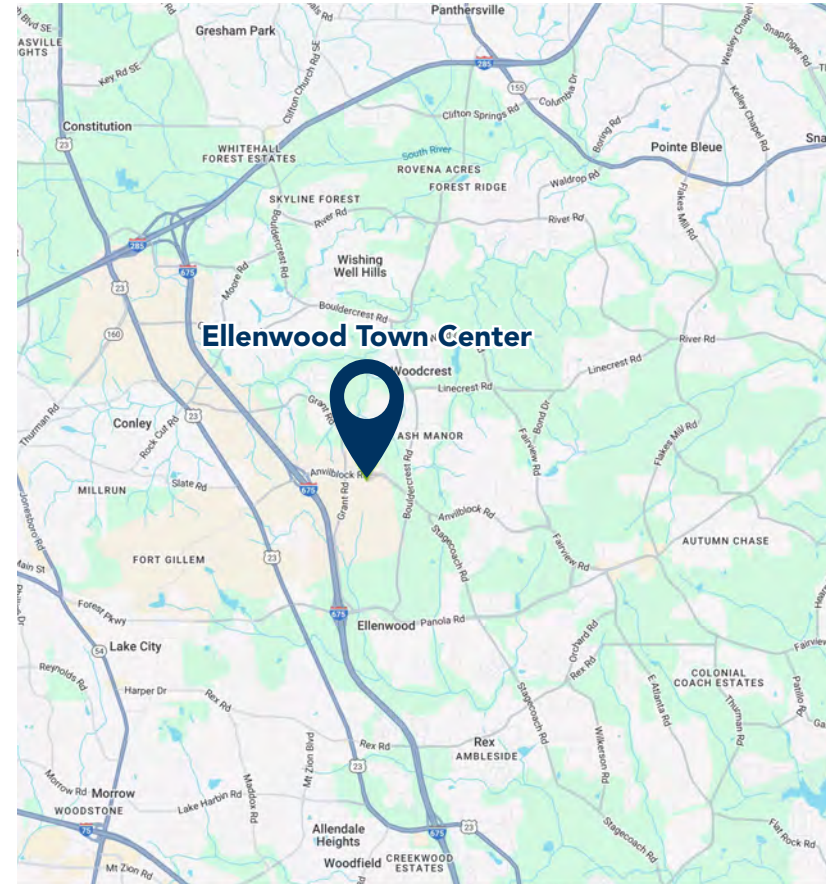 Panthersville
Gresham Park
Wesley Chapel
Snapfinger Rd
285
Key Rd SE
Clifton Church Rd SE
155
Columbia Dr
Kelley Chapel Rd
Clifton Springs Rd
Constitution
Boring Rd
23
WHITEHALL
FOREST ESTATES
South River
Pointe Bleue
ROVENA ACRES
FOREST RIDGE
Waldrop Rd
SKYLINE FOREST
Bouldercrest Rd
River Rd
River Rd
Flakes Mill Rd
285
675
Wishing
Well Hills
Moore Rd
23
Bouldercrest Rd
160
Ellenwood Town Center
River Rd
Woodcrest
Linecrest Rd
Linecrest Rd
Thurman Rd
Grant Rd
23
Bond Dr
Conley
Rock Cut Rd
ASH MANOR
Fairview Rd
Flakes Mill Rd
Anvilblock Rd
MILLRUN
Slate Rd
675
Grant Rd
Bouldercrest Rd
Anvilblock Rd
Jonesboro Rd
Stagecoach Rd
Fairview Rd
AUTUMN CHASE
FORT GILLEM
23
Main St
Forest Pkwy
675
Ellenwood
Panola Rd
Orchard Rd
Fairview
54
Lake City
Reynolds Rd
Rex Rd
COLONIAL
COACH ESTATES
Harper Dr
Rex Rd
Stagecoach Rd
E Atlanta Rd
Thurman Rd
Patillo Rd
Mt Zion Blvd
Rex Rd
Rex
AMBLESIDE
Wilkerson Rd
23
Morrow Rd
Morrow
WOODSTONE
Lake Harbin Rd
Maddox Rd
75
Allendale
Heights
675
23
Stagecoach Rd
Flat Rock Rd
Woodfield
CREEKWOOD
ESTATES
Mt Zion Rd